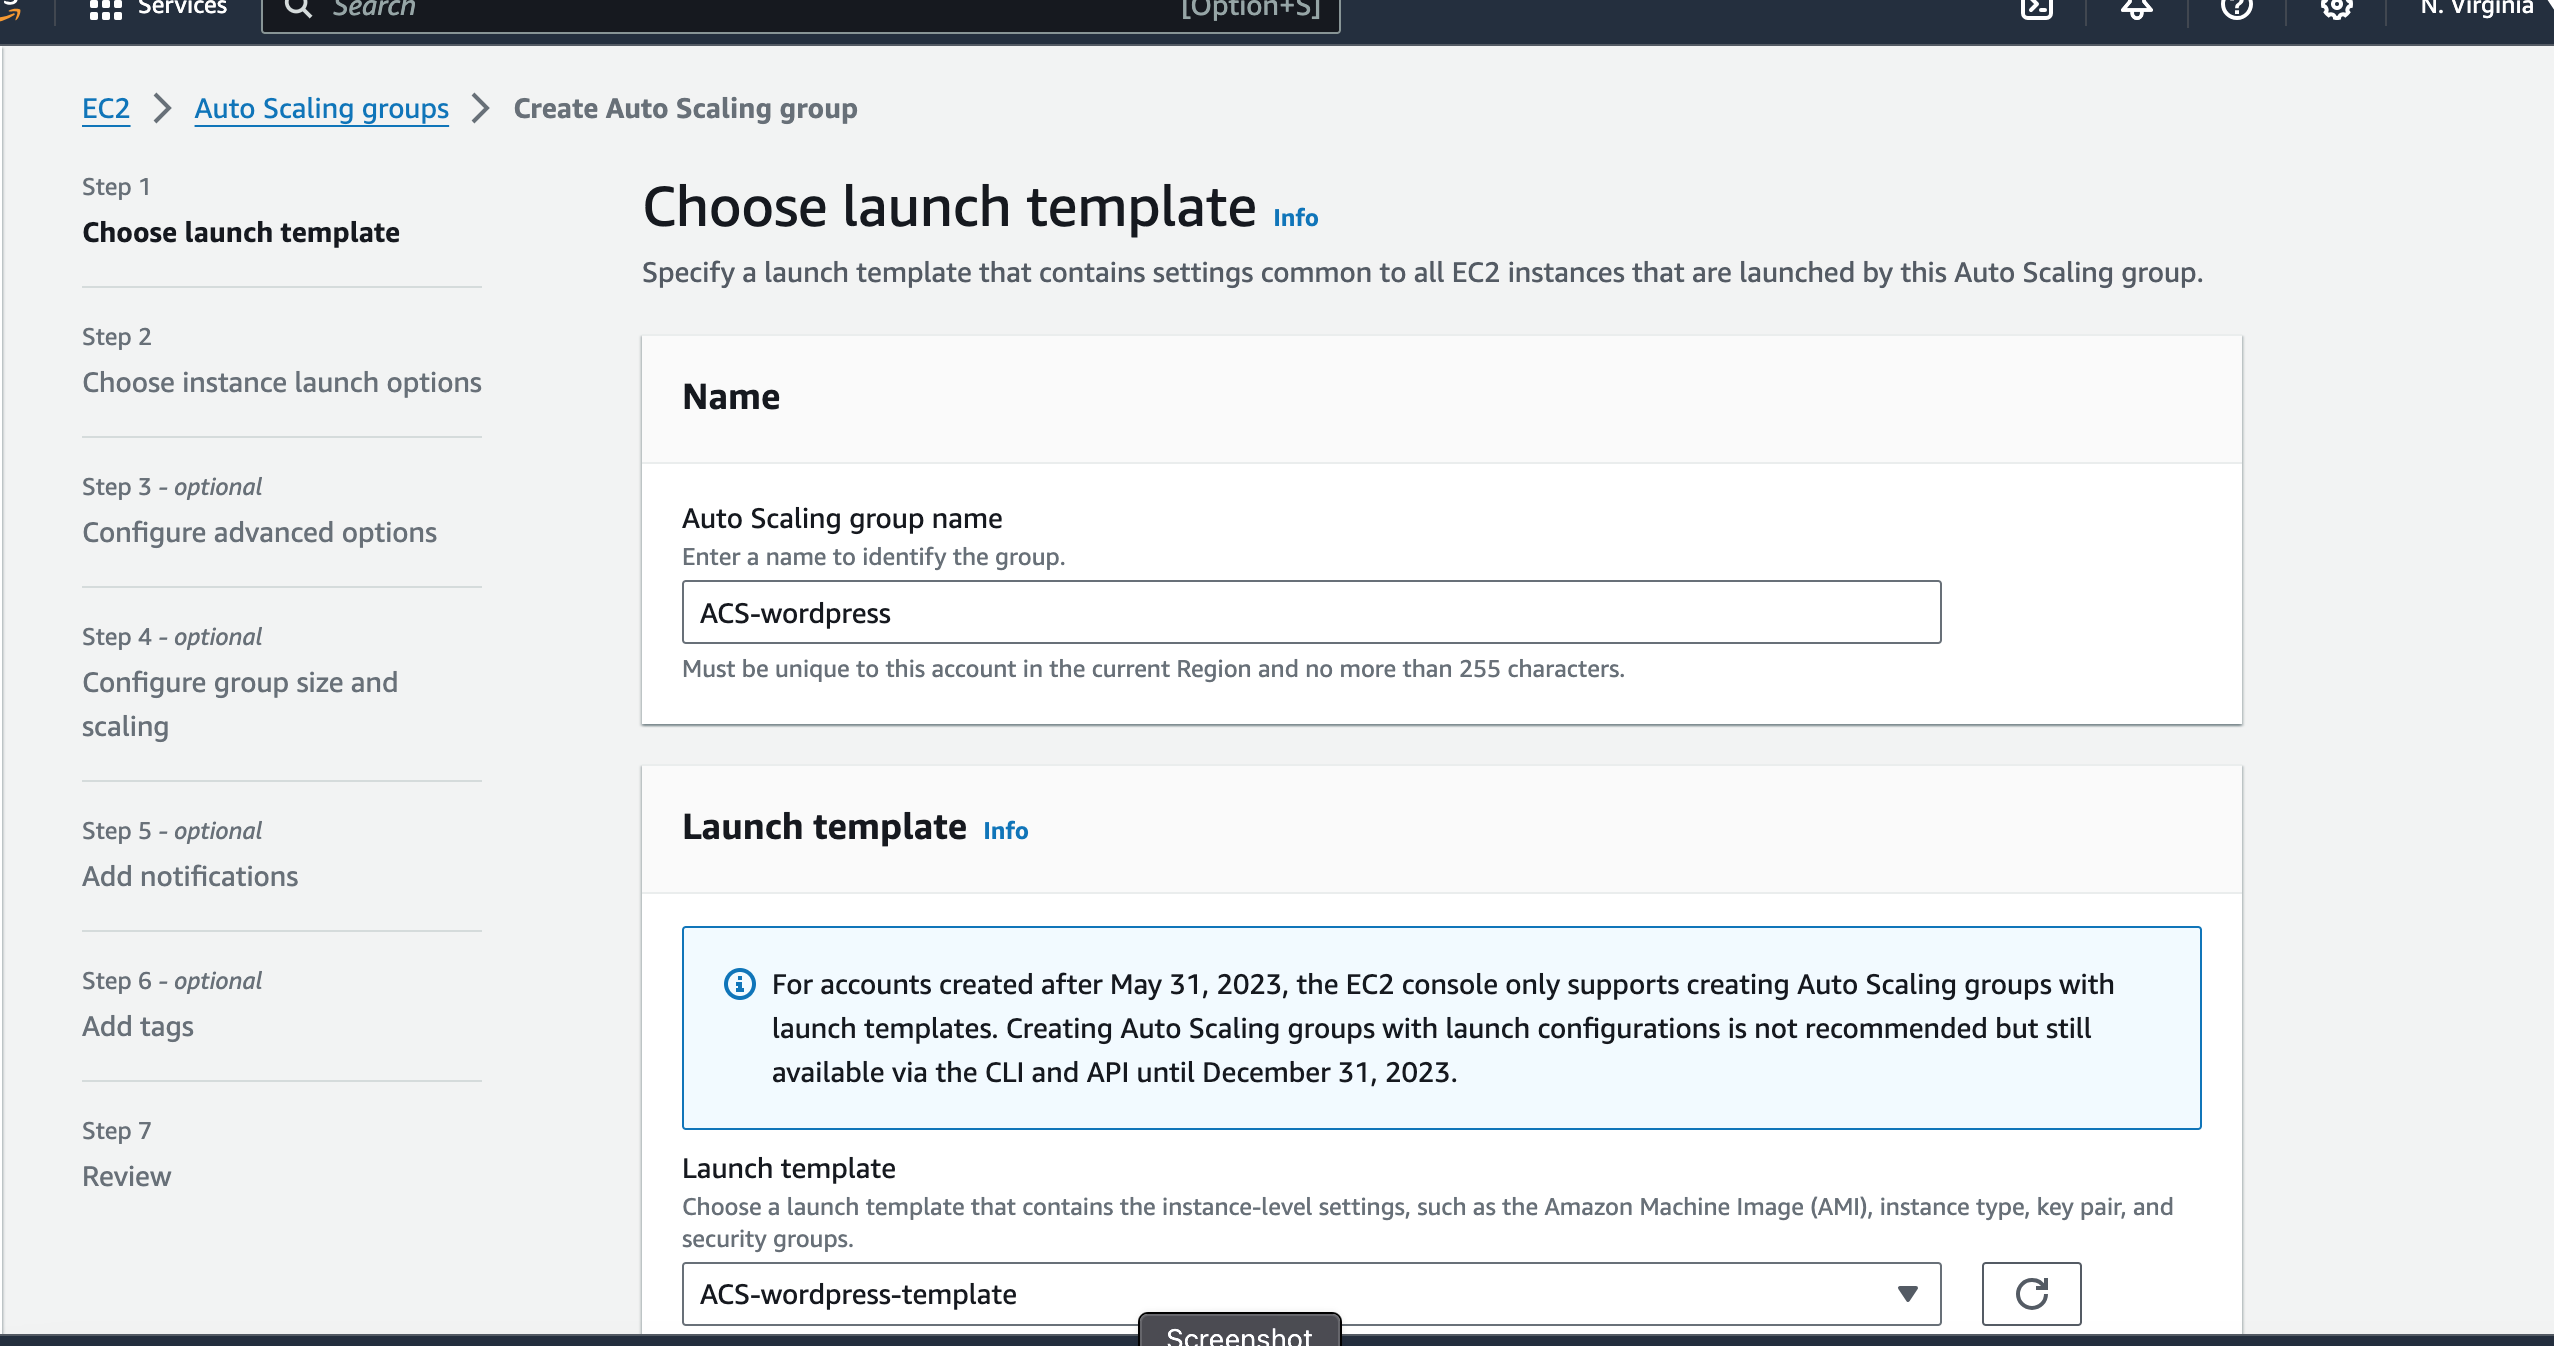 Services
Search
[Option+S]
N. Virginia
EC2 > Auto Scaling groups > Create Auto Scaling group
Step 1
Choose launch template
Step 2
Choose instance launch options
Step 3 - optional
Configure advanced options
Step 4 - optional
Configure group size and
scaling
Step 5 - optional
Add notifications
Step 6 - optional
Add tags
Step 7
Review
Choose launch template Info
Specify a launch template that contains settings common to all EC2 instances that are launched by this Auto Scaling group.
Name
Auto Scaling group name
Enter a name to identify the group.
ACS-wordpress
Must be unique to this account in the current Region and no more than 255 characters.
Launch template Info
For accounts created after May 31, 2023, the EC2 console only supports creating Auto Scaling groups with
launch templates. Creating Auto Scaling groups with launch configurations is not recommended but still
available via the CLI and API until December 31, 2023.
Launch template
Choose a launch template that contains the instance-level settings, such as the Amazon Machine Image (AMI), instance type, key pair, and
security groups.
ACS-wordpress-template
Screenshot